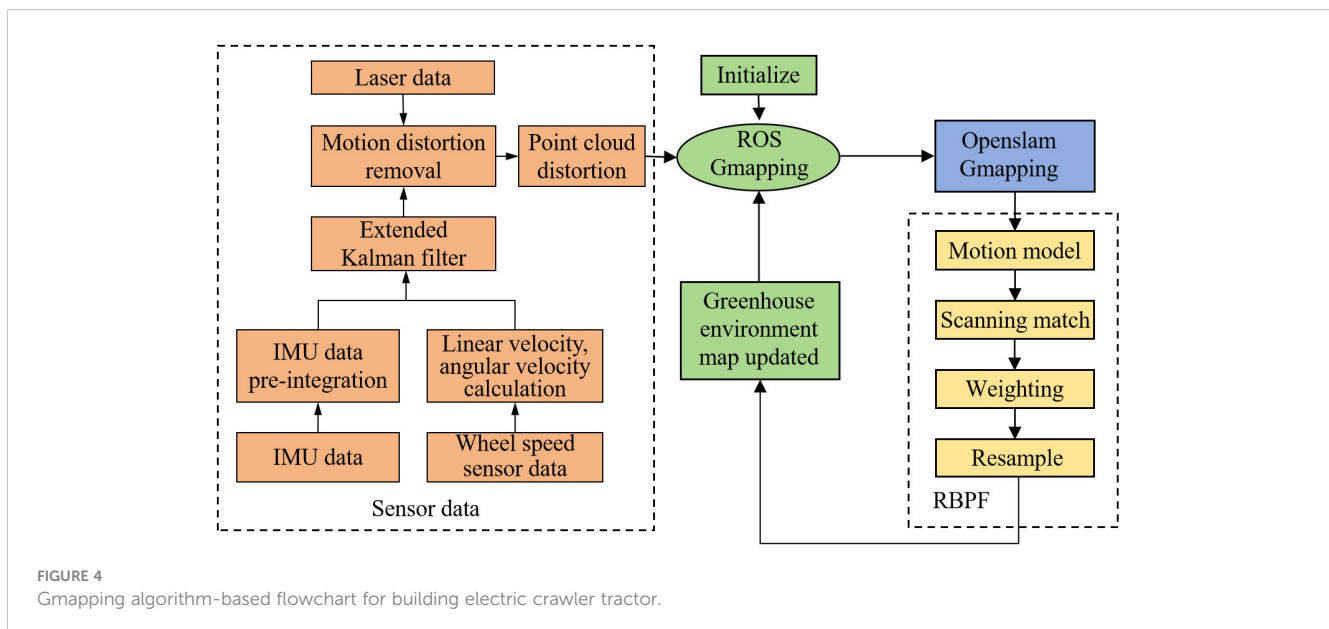 Laser data
Motion distortion
removal
Point cloud
distortion
Extended
Kalman filter
IMU data
pre-integration
Linear velocity,
angular velocity
calculation
IMU data
Wheel speed
sensor data
Sensor data
Initialize
ROS
Gmapping
Greenhouse
environment
map updated
Openslam
Gmapping
Motion model
Scanning match
Weighting
Resample
RBPF
FIGURE 4
Gmapping algorithm-based flowchart for building electric crawler tractor.